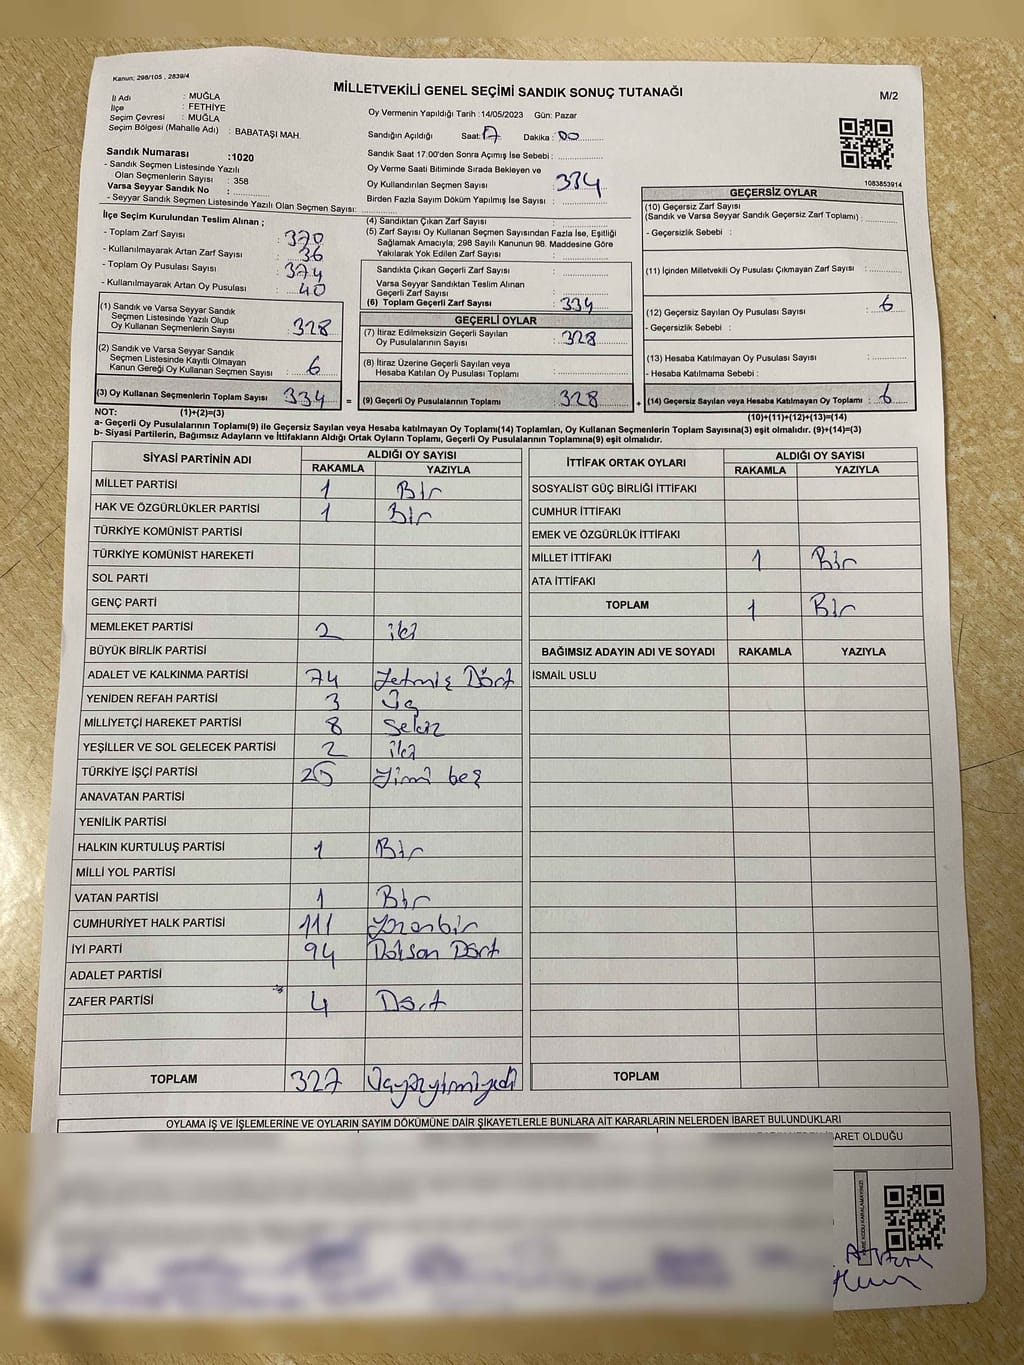 Kanun; 298/105 , 2839/4
MİLLETVEKİLİ GENEL SEÇİMİ SANDIK SONUÇ TUTANAĞI
M/2
İl Adı : MUĞLA
İlçe : FETHİYE
Seçim Çevresi : MUĞLA
Seçim Bölgesi (Mahalle Adı) : BABATAŞI MAH.
Sandık Numarası :1020
- Sandık Seçmen Listesinde Yazılı
Olan Seçmenlerin Sayısı : 358
Varsa Seyyar Sandık No :
- Seyyar Sandık Seçmen Listesinde Yazılı Olan Seçmen Sayısı:
Oy Vermenin Yapıldığı Tarih :14/05/2023 Gün: Pazar
Sandığın Açıldığı Saat: 17 Dakika: 00
Sandık Saat 17:00'den Sonra Açımış İse Sebebi :
Oy Verme Saati Bitiminde Sırada Bekleyen ve
Oy Kullandırılan Seçmen Sayısı : 334
Birden Fazla Sayım Döküm Yapılmış İse Sayısı :
1083853914
İlçe Seçim Kurulundan Teslim Alınan ;
- Toplam Zarf Sayısı : 370
- Kullanılmayarak Artan Zarf Sayısı : 36
- Toplam Oy Pusulası Sayısı : 374
- Kullanılmayarak Artan Oy Pusulası : 40
(1) Sandık ve Varsa Seyyar Sandık
Seçmen Listesinde Yazılı Olup
Oy Kullanan Seçmenlerin Sayısı : 328
(2) Sandık ve Varsa Seyyar Sandık
Seçmen Listesinde Kayıtlı Olmayan
Kanun Gereği Oy Kullanan Seçmen Sayısı : 6
(3) Oy Kullanan Seçmenlerin Toplam Sayısı : 334 =
(4) Sandıktan Çıkan Zarf Sayısı :
(5) Zarf Sayısı Oy Kullanan Seçmen Sayısından Fazla İse, Eşitliği
Sağlamak Amacıyla, 298 Sayılı Kanunun 98. Maddesine Göre
Yakılarak Yok Edilen Zarf Sayısı :
Sandıkta Çıkan Geçerli Zarf Sayısı :
Varsa Seyyar Sandıktan Teslim Alınan
Geçerli Zarf Sayısı :
(6) Toplam Geçerli Zarf Sayısı : 334
GEÇERLİ OYLAR
(7) İtiraz Edilmeksizin Geçerli Sayılan
Oy Pusulalarının Sayısı : 328
(8) İtiraz Üzerine Geçerli Sayılan veya
Hesaba Katılan Oy Pusulası Toplamı :
(9) Geçerli Oy Pusulalarının Toplamı : 328 +
GEÇERSİZ OYLAR
(10) Geçersiz Zarf Sayısı
(Sandık ve Varsa Seyyar Sandık Geçersiz Zarf Toplamı) :
- Geçersizlik Sebebi :
(11) İçinden Milletvekili Oy Pusulası Çıkmayan Zarf Sayısı :
(12) Geçersiz Sayılan Oy Pusulası Sayısı : 6
- Geçersizlik Sebebi :
(13) Hesaba Katılmayan Oy Pusulası Sayısı :
- Hesaba Katılmama Sebebi :
(14) Geçersiz Sayılan veya Hesaba Katılmayan Oy Toplamı : 6
NOT: (1)+(2)=(3) (10)+(11)+(12)+(13)=(14)
a- Geçerli Oy Pusulalarının Toplamı(9) ile Geçersiz Sayılan veya Hesaba katılmayan Oy Toplamı(14) Toplamları, Oy Kullanan Seçmenlerin Toplam Sayısına(3) eşit olmalıdır. (9)+(14)=(3)
b- Siyasi Partilerin, Bağımsız Adayların ve İttifakların Aldığı Ortak Oyların Toplamı, Geçerli Oy Pusulalarının Toplamına(9) eşit olmalıdır.
SİYASİ PARTİNİN ADI ALDIĞI OY SAYISI
RAKAMLA YAZIYLA
MİLLET PARTİSİ 1 Bir
HAK VE ÖZGÜRLÜKLER PARTİSİ 1 Bir
TÜRKİYE KOMÜNİST PARTİSİ
TÜRKİYE KOMÜNİST HAREKETİ
SOL PARTİ
GENÇ PARTİ
MEMLEKET PARTİSİ 2 iki
BÜYÜK BİRLİK PARTİSİ
ADALET VE KALKINMA PARTİSİ 74 Yetmiş Dört
YENİDEN REFAH PARTİSİ 3 Üç
MİLLİYETÇİ HAREKET PARTİSİ 8 Sekiz
YEŞİLLER VE SOL GELECEK PARTİSİ 2 iki
TÜRKİYE İŞÇİ PARTİSİ 25 Yirmi beş
ANAVATAN PARTİSİ
YENİLİK PARTİSİ
HALKIN KURTULUŞ PARTİSİ 1 Bir
MİLLİ YOL PARTİSİ
VATAN PARTİSİ 1 Bir
CUMHURİYET HALK PARTİSİ 111 Yüzonbir
İYİ PARTİ 94 Doksan Dört
ADALET PARTİSİ
ZAFER PARTİSİ 4 Dört
TOPLAM 327 Üçyüzyirmiyedi
İTTİFAK ORTAK OYLARI ALDIĞI OY SAYISI
RAKAMLA YAZIYLA
SOSYALİST GÜÇ BİRLİĞİ İTTİFAKI
CUMHUR İTTİFAKI
EMEK VE ÖZGÜRLÜK İTTİFAKI
MİLLET İTTİFAKI 1 Bir
ATA İTTİFAKI
TOPLAM 1 Bir
BAĞIMSIZ ADAYIN ADI VE SOYADI RAKAMLA YAZIYLA
İSMAIL USLU
TOPLAM
OYLAMA İŞ VE İŞLEMLERİNE VE OYLARIN SAYIM DÖKÜMÜNE DAİR ŞİKAYETLERLE BUNLARA AİT KARARLARIN NELERDEN İBARET BULUNDUKLARI
İBARET OLDUĞU